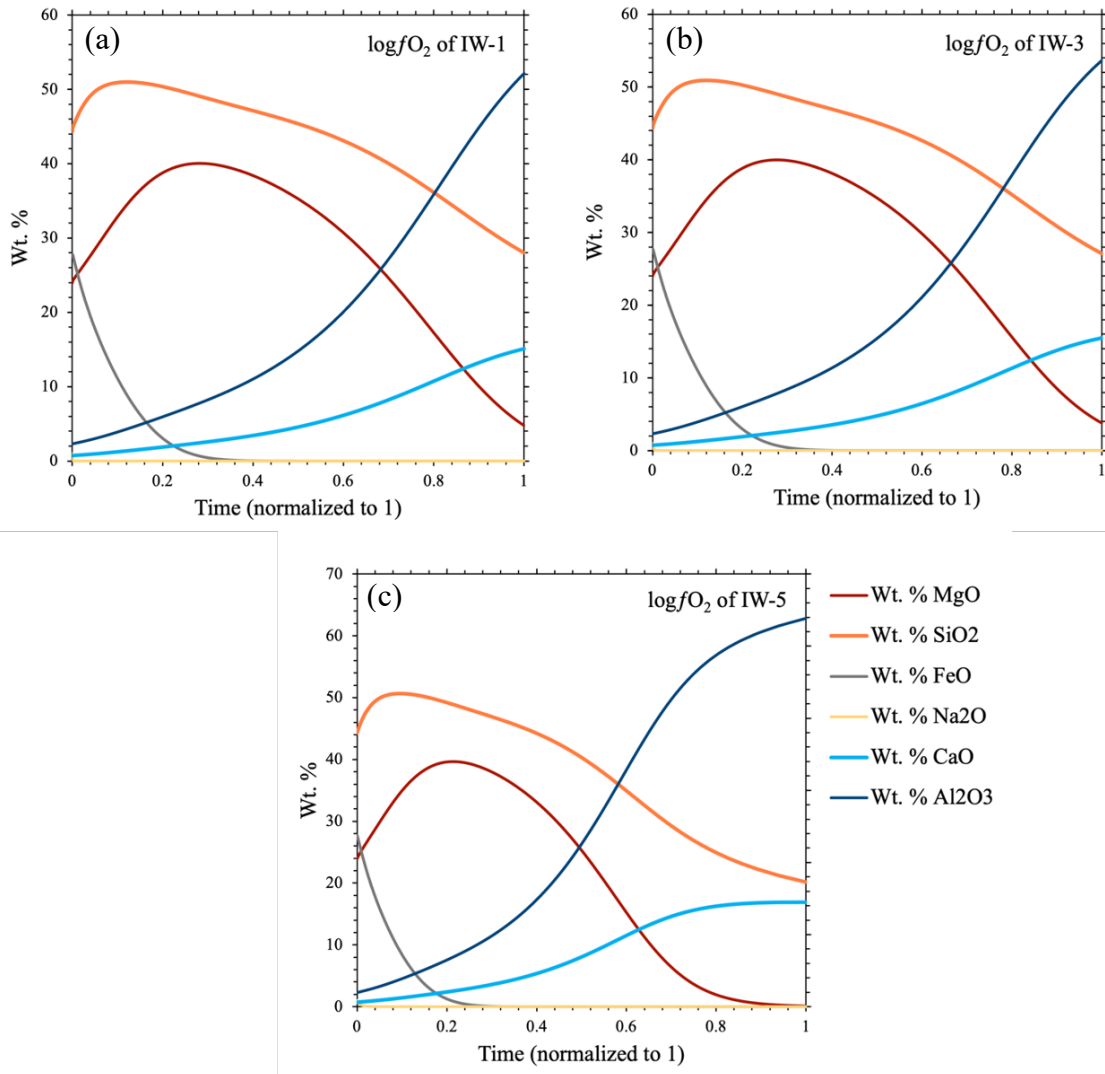 (a)
logfO2 of IW-1
60
50
40
30
20
10
0
Wt. %
0
0.2
0.4
0.6
0.8
1
Time (normalized to 1)
(b)
logfO2 of IW-3
60
50
40
30
20
10
0
Wt. %
0
0.2
0.4
0.6
0.8
1
Time (normalized to 1)
(c)
logfO2 of IW-5
70
60
50
40
30
20
10
0
Wt. %
0
0.2
0.4
0.6
0.8
1
Time (normalized to 1)
Wt. % MgO
Wt. % SiO2
Wt. % FeO
Wt. % Na2O
Wt. % CaO
Wt. % Al2O3